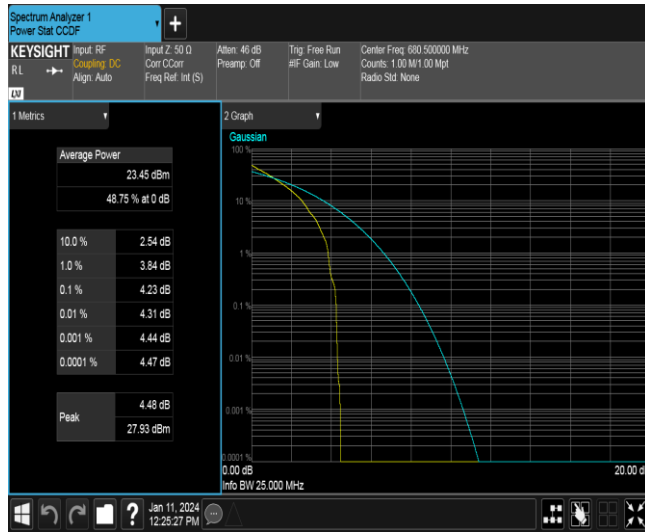 Spectrum Analyzer 1
Power Stat CCDF
+
KEYSIGHT
Input: RF
Coupling: DC
Align: Auto
Input Z: 50 Ω
Corr CCorr
Freq Ref: Int (S)
Atten: 46 dB
Preamp: Off
Trig: Free Run
#IF Gain: Low
Center Freq: 680.500000 MHz
Counts: 1.00 M/1.00 Mpt
Radio Std: None
R L
LXI
1 Metrics
Average Power
23.45 dBm
48.75 % at 0 dB
10.0 % 2.54 dB
1.0 % 3.84 dB
0.1 % 4.23 dB
0.01 % 4.31 dB
0.001 % 4.44 dB
0.0001 % 4.47 dB
Peak
4.48 dB
27.93 dBm
2 Graph
Gaussian
100 %
10 %
1 %
0.1 %
0.01 %
0.001 %
0.0001 %
0.00 dB 20.00 d
Info BW 25.000 MHz
?
Jan 11, 2024
12:25:27 PM